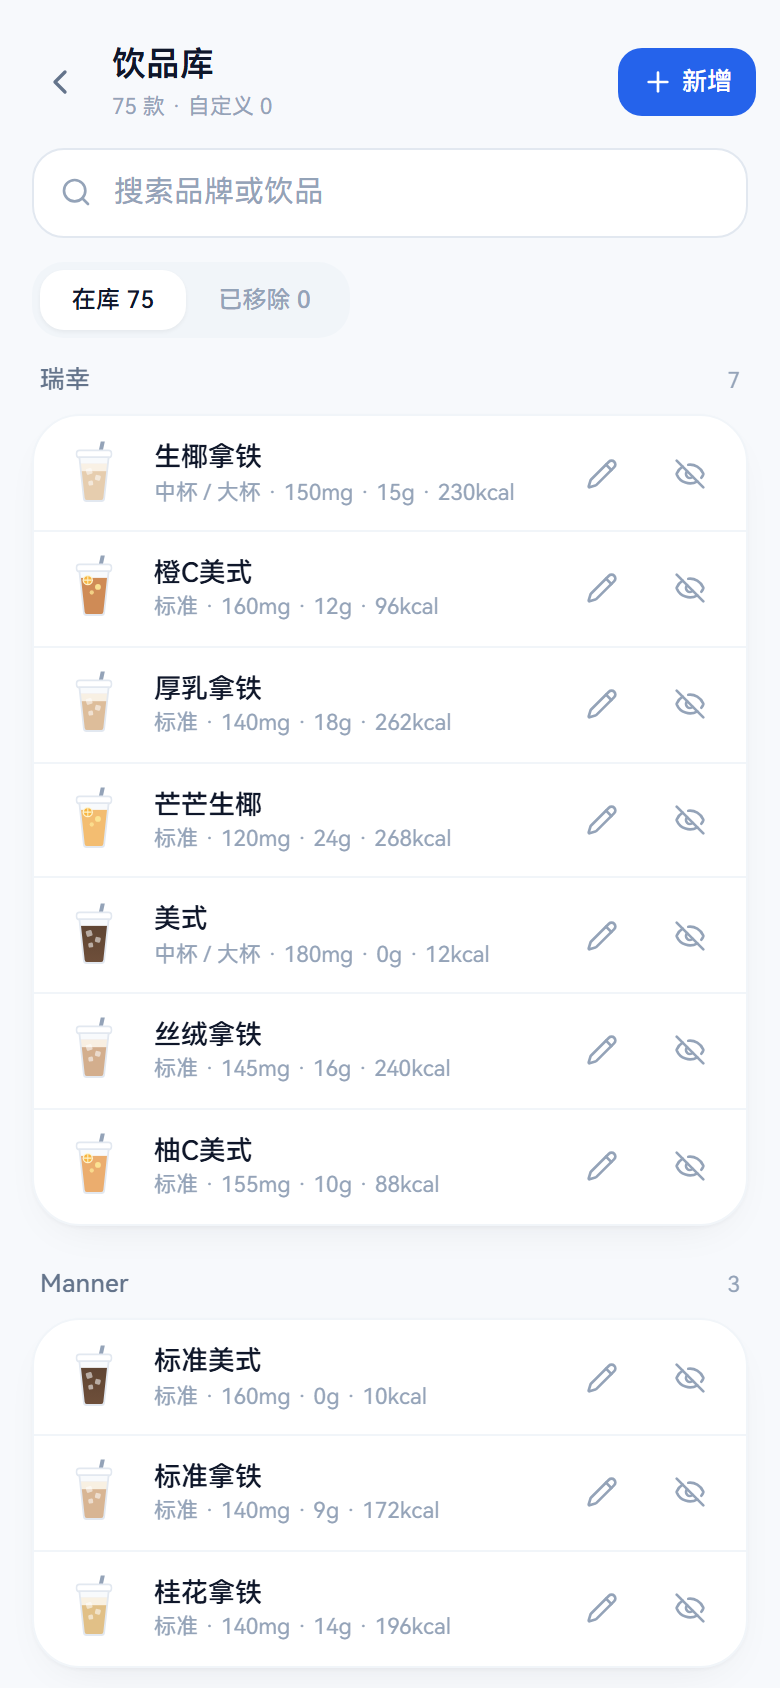 饮品库
75 款 · 自定义 0
新增
搜索品牌或饮品
在库 75
已移除 0
瑞幸
7
生椰拿铁
中杯 / 大杯 · 150mg · 15g · 230kcal
橙C美式
标准 · 160mg · 12g · 96kcal
厚乳拿铁
标准 · 140mg · 18g · 262kcal
芒芒生椰
标准 · 120mg · 24g · 268kcal
美式
中杯 / 大杯 · 180mg · 0g · 12kcal
丝绒拿铁
标准 · 145mg · 16g · 240kcal
柚C美式
标准 · 155mg · 10g · 88kcal
Manner
3
标准美式
标准 · 160mg · 0g · 10kcal
标准拿铁
标准 · 140mg · 9g · 172kcal
桂花拿铁
标准 · 140mg · 14g · 196kcal